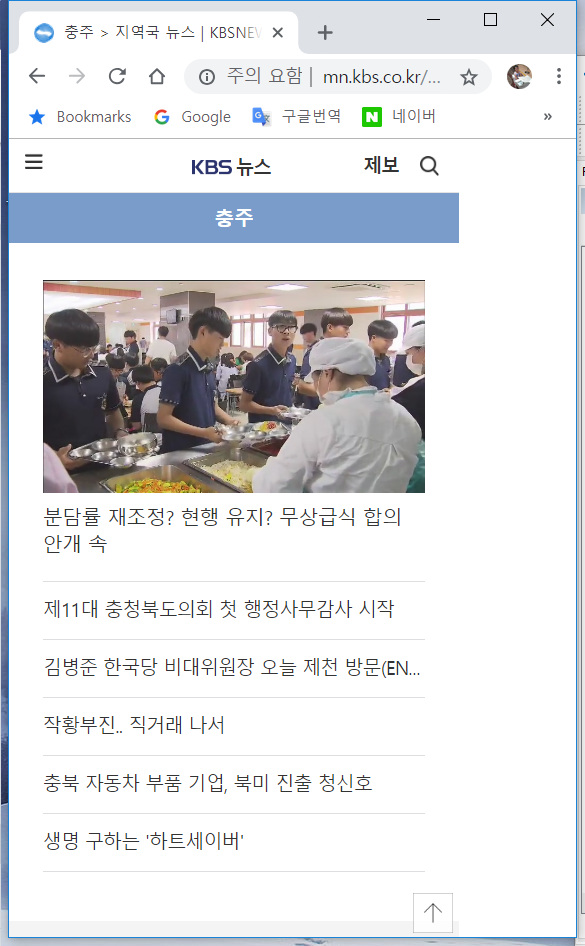 충주 > 지역국 뉴스 | KBSNEW
주의 요함 | mn.kbs.co.kr/...
Bookmarks Google 구글번역 네이버 »
KBS 뉴스 제보
충주
분담률 재조정? 현행 유지? 무상급식 합의
안개 속
제11대 충청북도의회 첫 행정사무감사 시작
김병준 한국당 비대위원장 오늘 제천 방문(EN...
작황부진.. 직거래 나서
충북 자동차 부품 기업, 북미 진출 청신호
생명 구하는 '하트세이버'